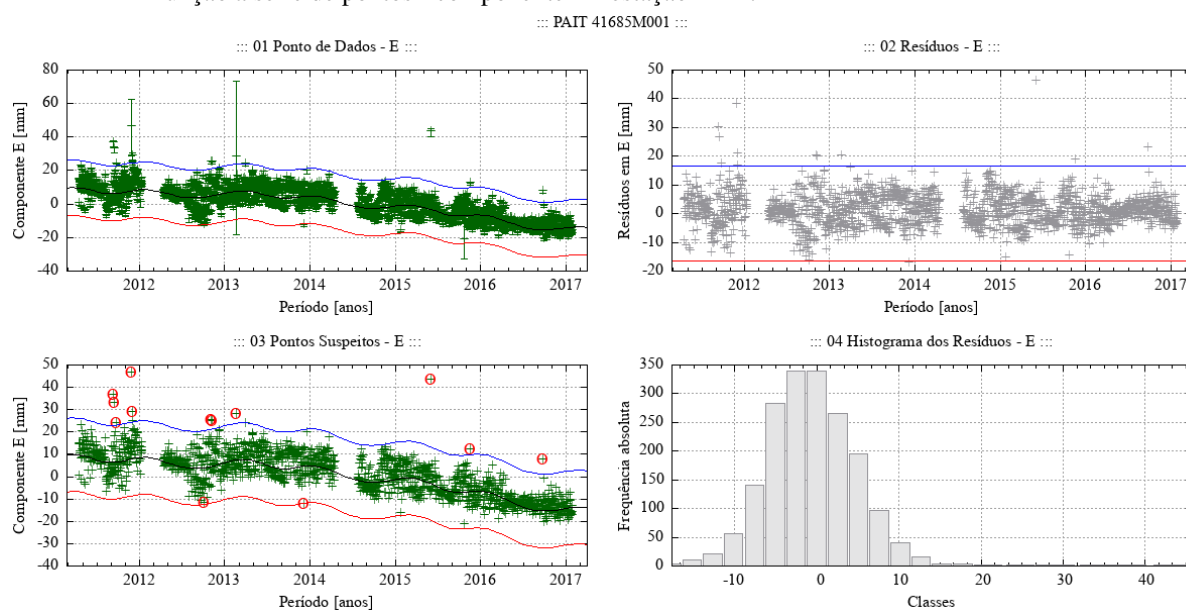 ::: PAIT 41685M001 :::
::: 01 Ponto de Dados - E :::
Componente E [mm]
80
60
40
20
0
-20
-40
2012 2013 2014 2015 2016 2017
Período [anos]
::: 02 Resíduos - E :::
Resíduos em E [mm]
50
40
30
20
10
0
-10
-20
2012 2013 2014 2015 2016 2017
Período [anos]
::: 03 Pontos Suspeitos - E :::
Componente E [mm]
50
40
30
20
10
0
-10
-20
-30
-40
2012 2013 2014 2015 2016 2017
Período [anos]
::: 04 Histograma dos Resíduos - E :::
Frequência absoluta
350
300
250
200
150
100
50
0
-10 0 10 20 30 40
Classes